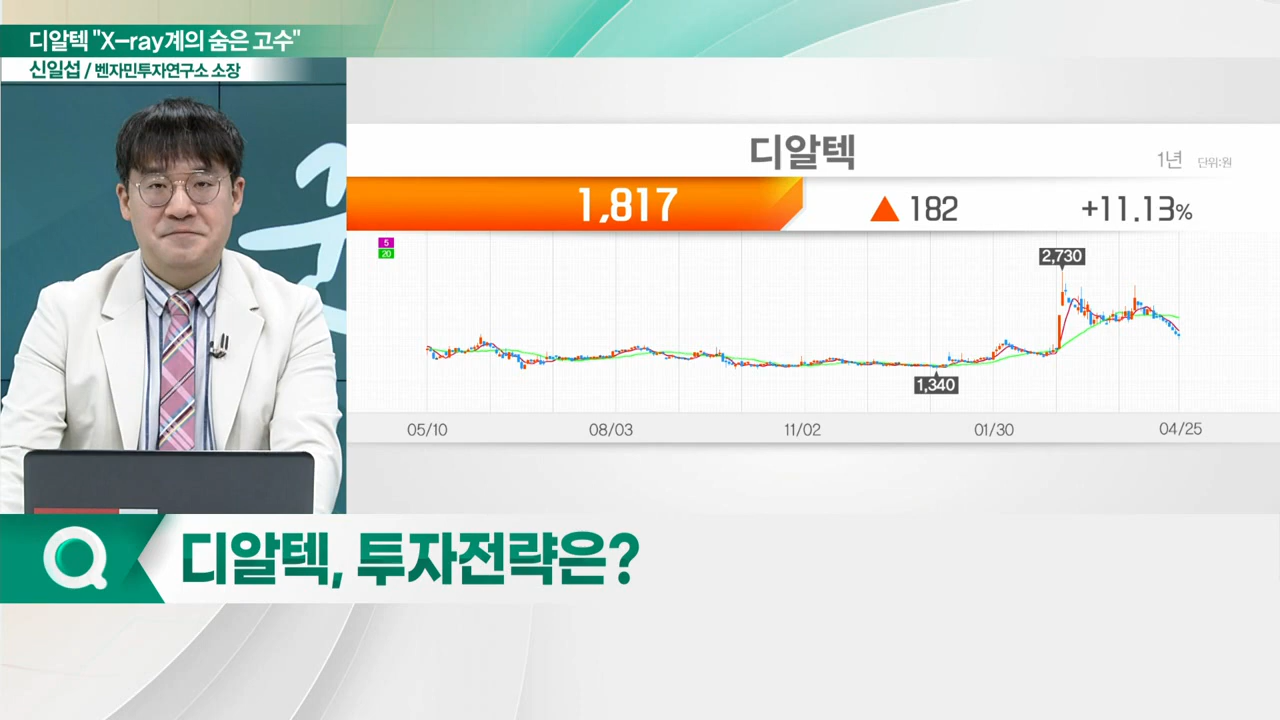 디알텍 "X-ray계의 숨은 고수"
신일섭 / 벤자민투자연구소 소장
디알텍
1년 단위:원
1,817 ▲ 182 +11.13%
5
20
2,730
1,340
05/10 08/03 11/02 01/30 04/25
디알텍, 투자전략은?